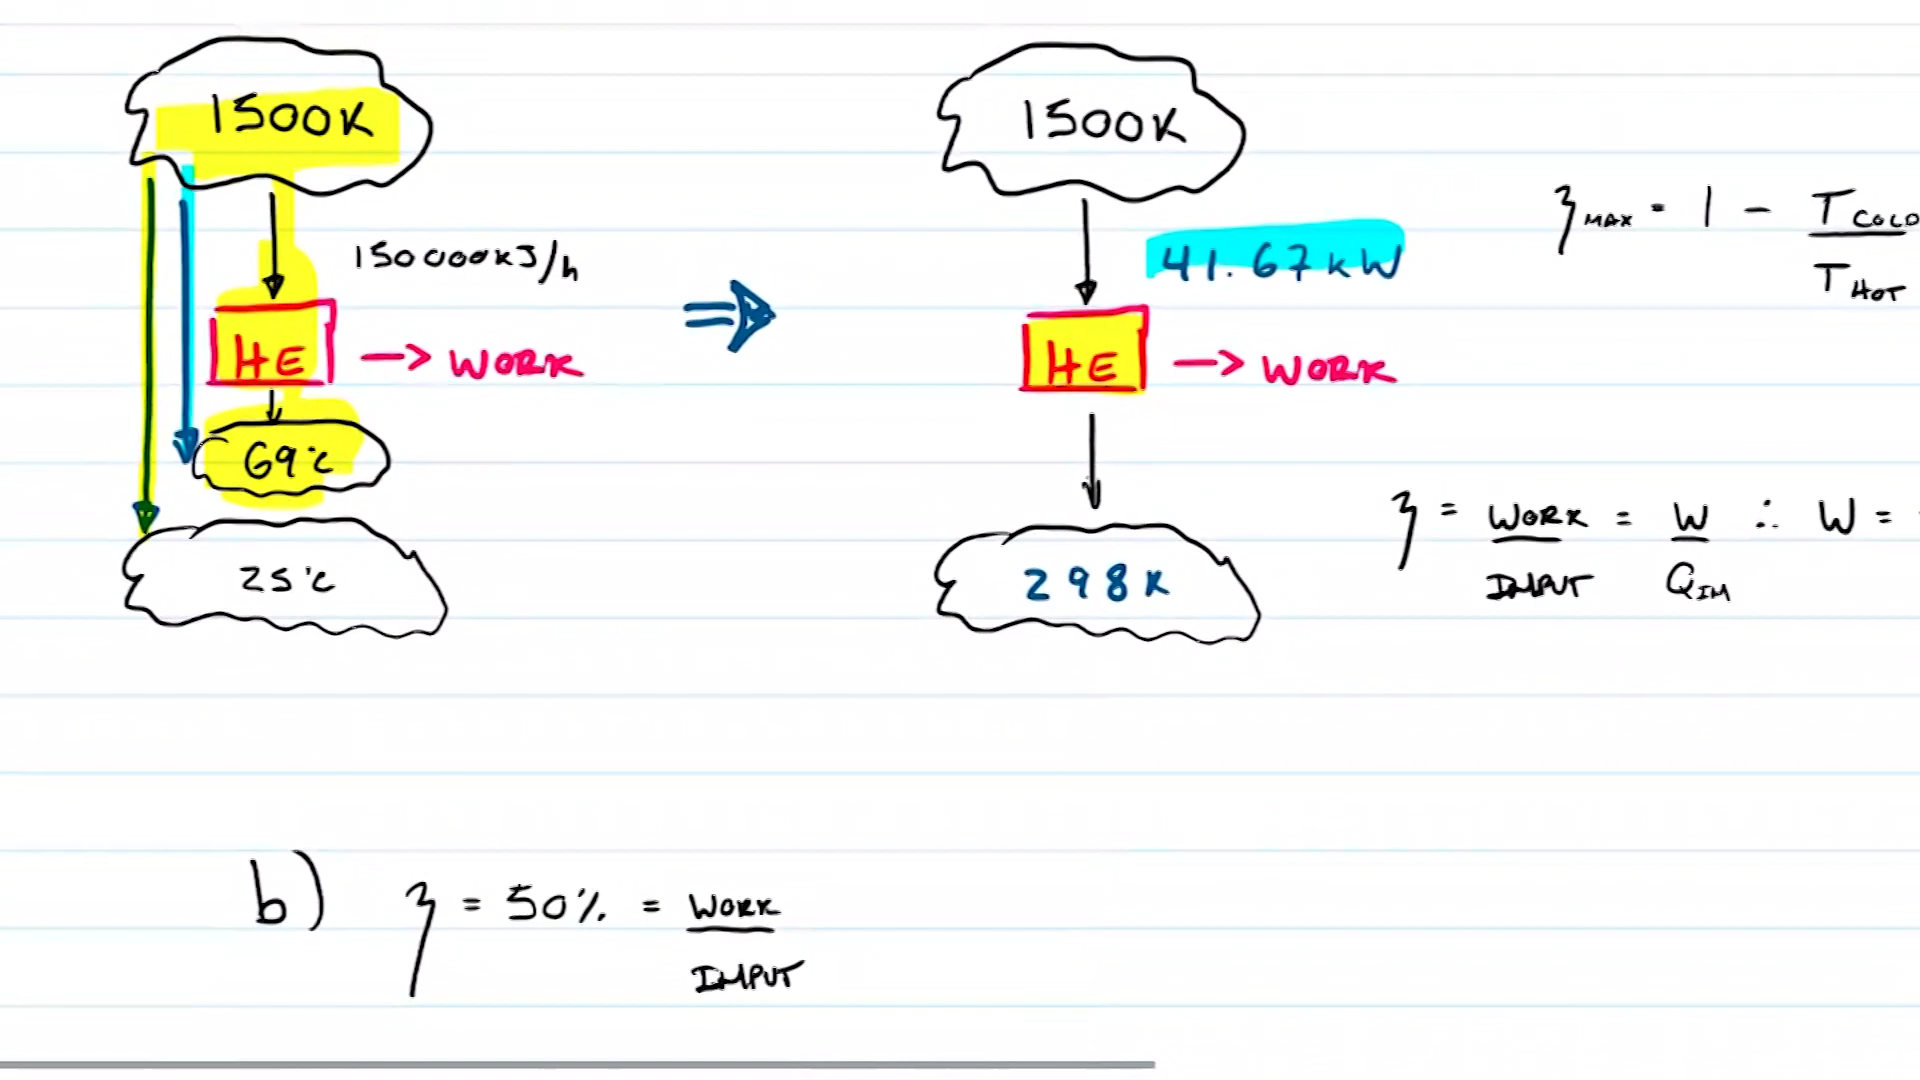 1500K
150000kJ/h
HE -> WORK
69°C
25°C
=>
1500K
41.67kW
HE -> WORK
298K
η MAX = 1 - T COLD / T HOT
η = WORK / INPUT = W / Q IN ∴ W =
b) η = 50% = WORK / INPUT